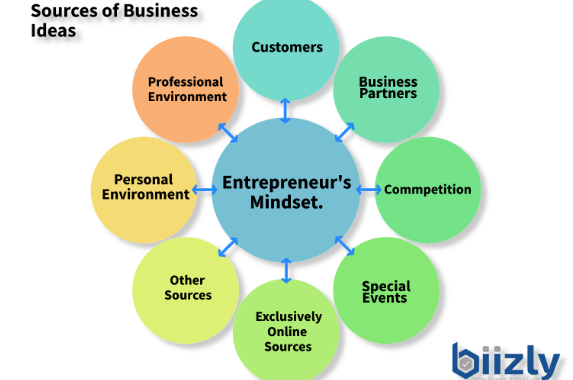 Sources of Business
Ideas
Customers
Professional
Environment
Business
Partners
Personal
Environment
Entrepreneur's
Mindset.
Commpetition
Other
Sources
Special
Events
Exclusively
Online
Sources
biizly